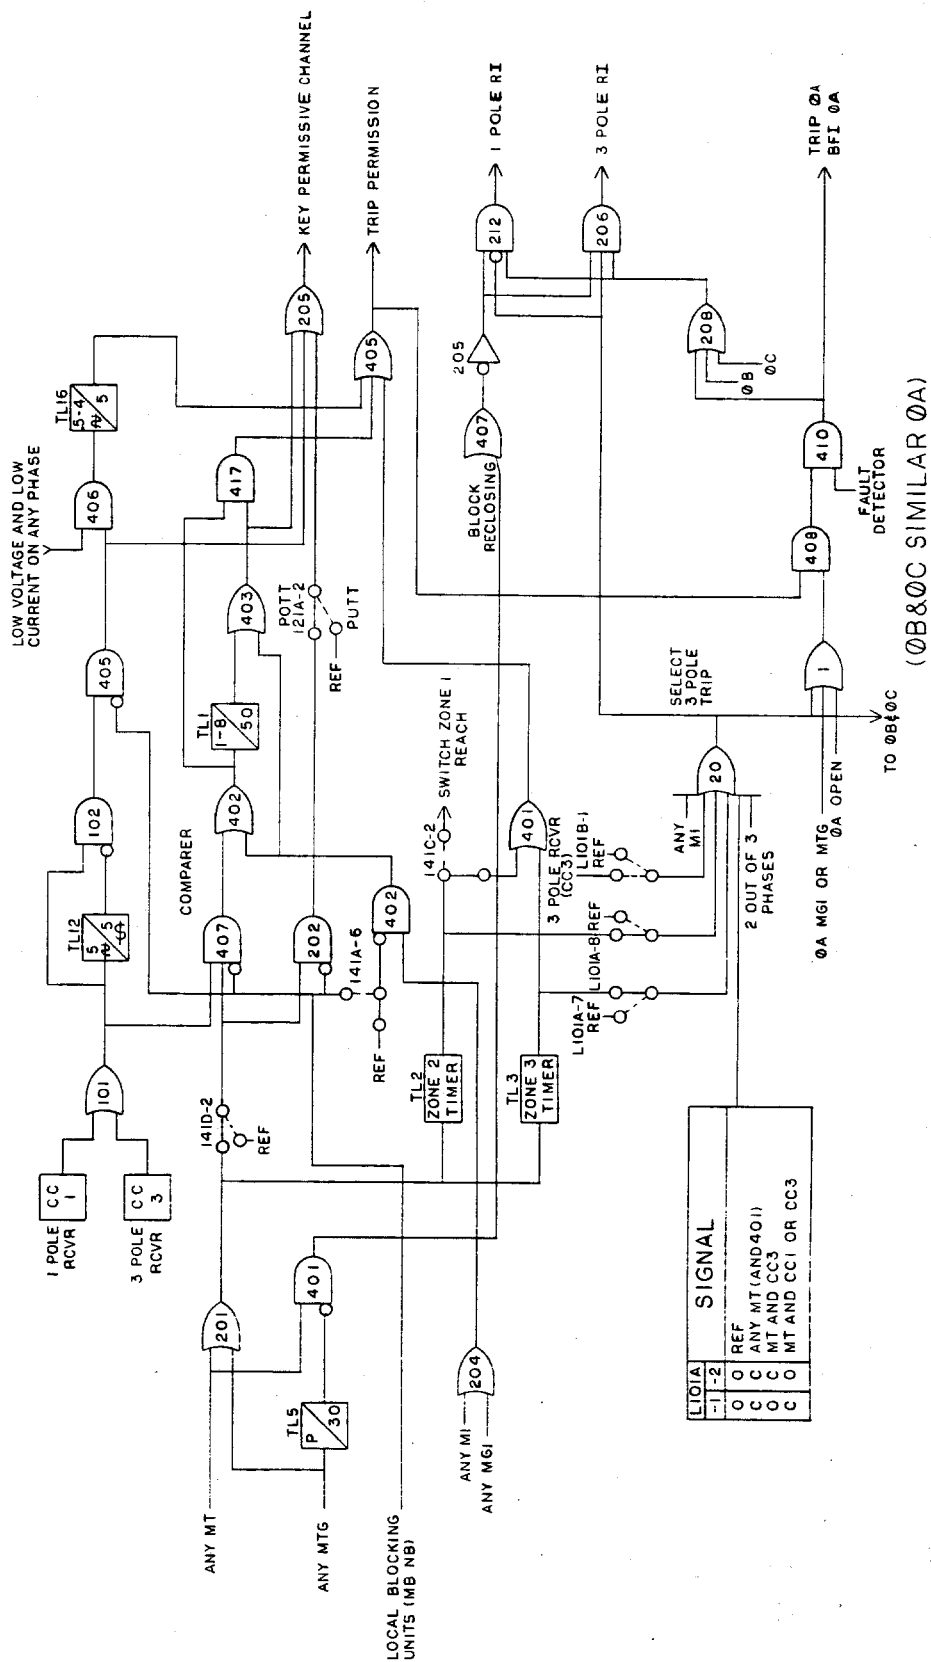 LOW VOLTAGE AND LOW
CURRENT ON ANY PHASE
1 POLE
RCVR
CC
1
3 POLE
RCVR
CC
3
101
TL12
5
5
102
405
406
TL16
5-4
5
COMPARER
407
402
TL1
1-8
50
403
417
205
KEY PERMISSIVE CHANNEL
405
TRIP PERMISSION
ANY MT
201
141D-2
REF
202
POTT
121A-2
PUTT
REF
ANY MTG
TL5
P
30
401
141A-6
REF
402
LOCAL BLOCKING
UNITS (MB NB)
ANY M1
ANY MG1
204
TL2
ZONE 2
TIMER
141C-2
SWITCH ZONE 1
REACH
TL3
ZONE 3
TIMER
401
BLOCK
RECLOSING
407
205
212
1 POLE RI
206
3 POLE RI
3 POLE RCVR
(CC3)
L101B-1
REF
L101A-8
REF
L101A-7
REF
ANY
M1
20
SELECT
3 POLE
TRIP
2 OUT OF 3
PHASES
208
ØB
ØC
ØA MG1 OR MTG
ØA OPEN
1
TO ØB&ØC
408
410
FAULT
DETECTOR
TRIP ØA
BFI ØA
L101A
-1 -2
SIGNAL
O O REF
C C ANY MT (AND401)
O C MT AND CC3
C O MT AND CC1 OR CC3
(ØB&ØC SIMILAR ØA)